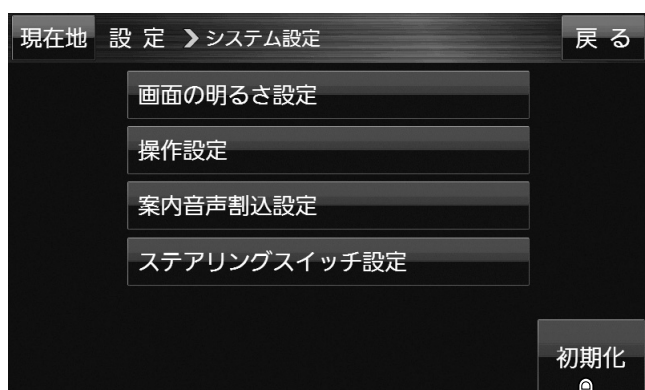 現在地 設 定 》システム設定 戻 る
画面の明るさ設定
操作設定
案内音声割込設定
ステアリングスイッチ設定
初期化